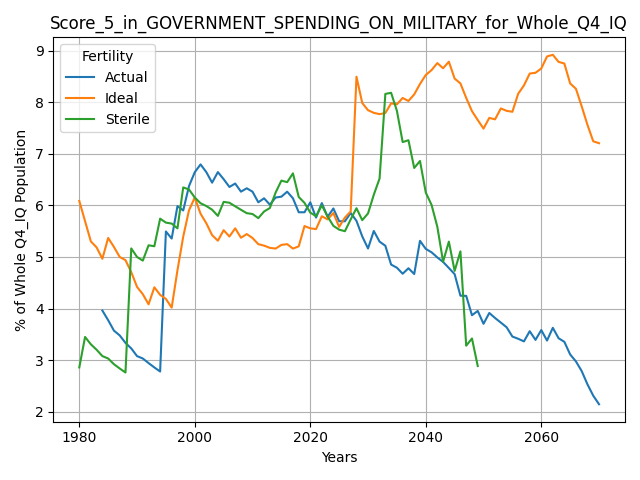 Score_5_in_GOVERNMENT_SPENDING_ON_MILITARY_for_Whole_Q4_IQ
Fertility
Actual
Ideal
Sterile
% of Whole Q4_IQ Population
9
8
7
6
5
4
3
2
1980
2000
2020
2040
2060
Years